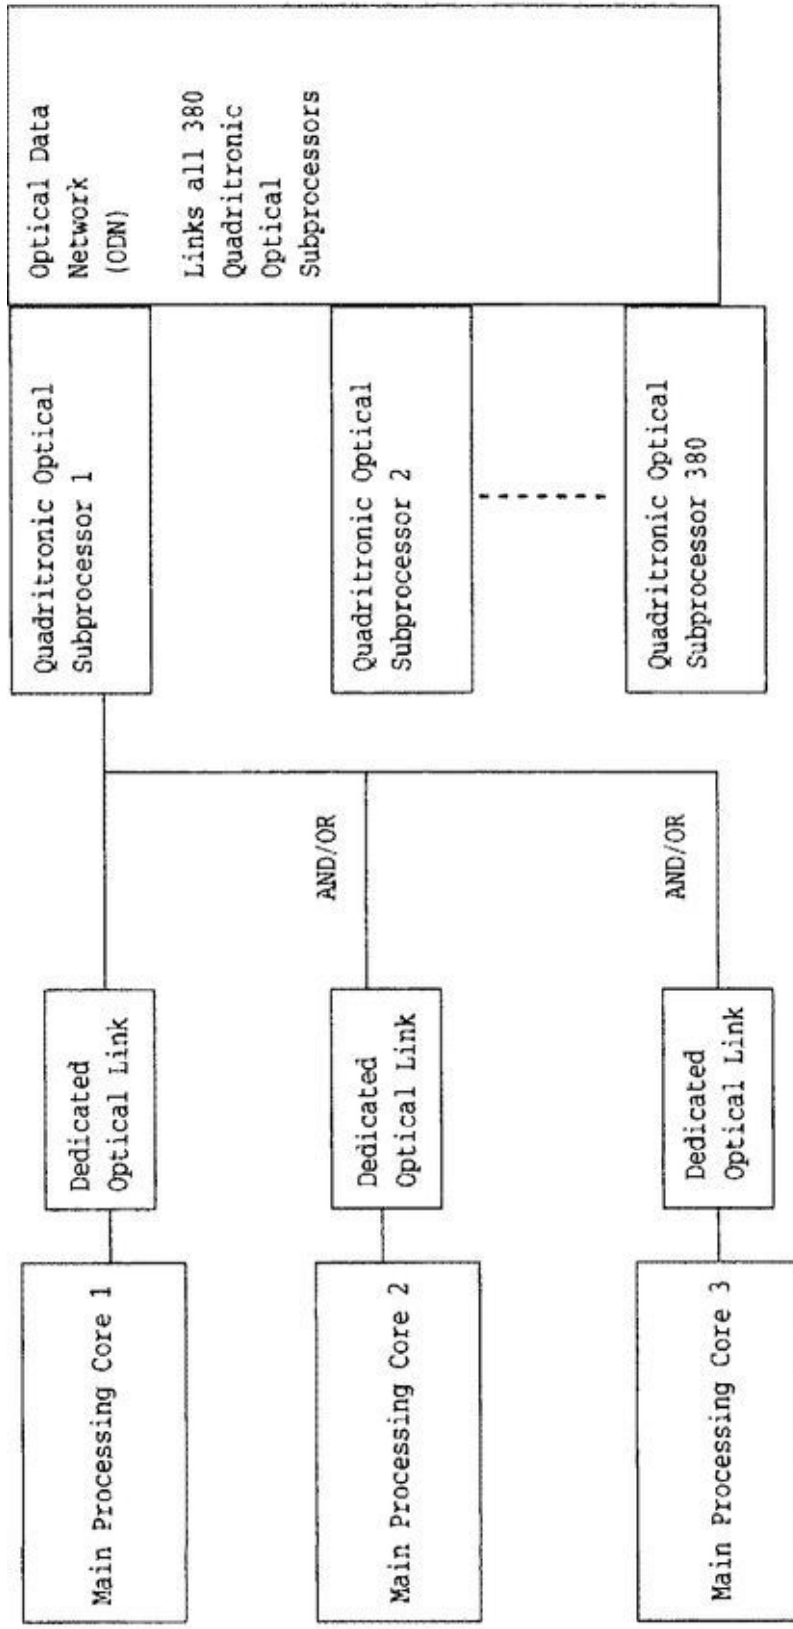 Main Processing Core 1
Dedicated
Optical Link
Quadritronic Optical
Subprocessor 1
Optical Data
Network
(ODN)
Links all 380
Quadritronic
Optical
Subprocessors
Main Processing Core 2
Dedicated
Optical Link
AND/OR
Quadritronic Optical
Subprocessor 2
Main Processing Core 3
Dedicated
Optical Link
AND/OR
Quadritronic Optical
Subprocessor 380